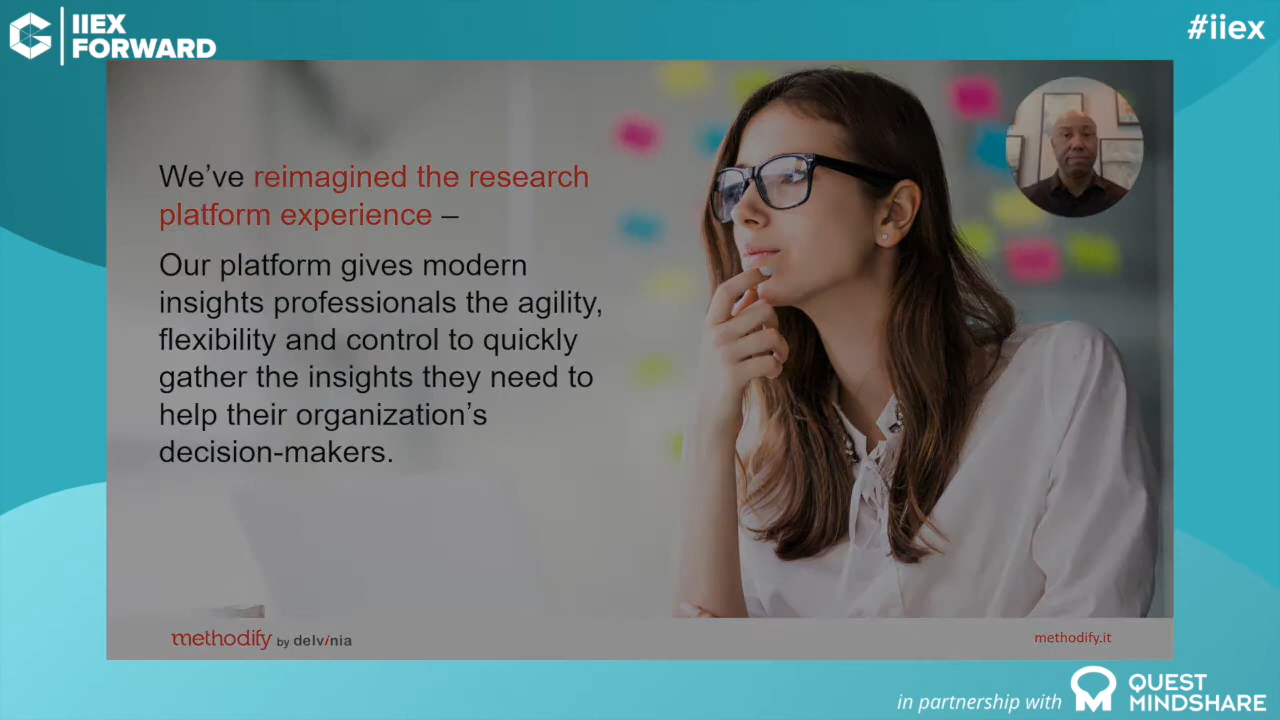 IIEX
FORWARD
#iiex
We’ve reimagined the research
platform experience –
Our platform gives modern
insights professionals the agility,
flexibility and control to quickly
gather the insights they need to
help their organization’s
decision-makers.
methodify by delvinia
methodify.it
in partnership with
QUEST
MINDSHARE